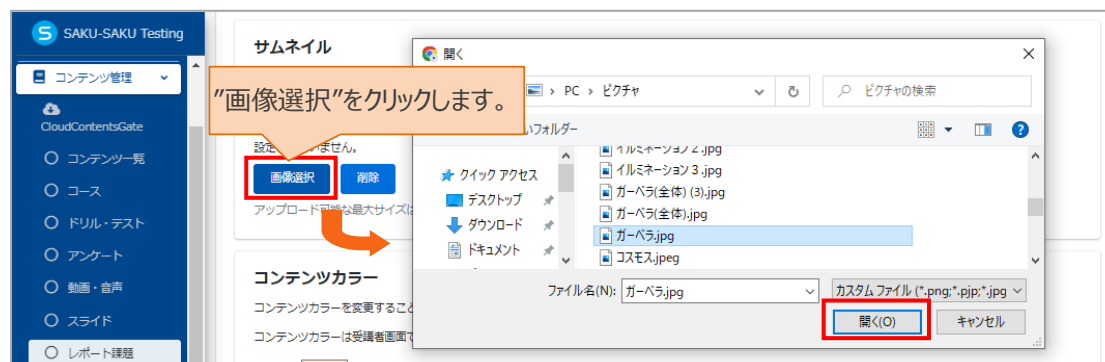 SAKU-SAKU Testing
コンテンツ管理
CloudContentsGate
コンテンツ一覧
コース
ドリル・テスト
アンケート
動画・音声
スライド
レポート課題
サムネイル
"画像選択"をクリックします。
画像選択
削除
アップロード可能な最大サイズは
コンテンツカラー
コンテンツカラーを変更すること
コンテンツカラーは受講者画面で
開く
PC › ピクチャ
ピクチャの検索
いフォルダー
クイック アクセス
デスクトップ
ダウンロード
ドキュメント
イルミネーション 2 .jpg
イルミネーション 3 .jpg
ガーベラ(全体) (3).jpg
ガーベラ(全体).jpg
ガーベラ.jpg
コスモス.jpeg
ファイル名(N): ガーベラ.jpg
カスタム ファイル (*.png;*.pjp;*.jpg
開く(O)
キャンセル